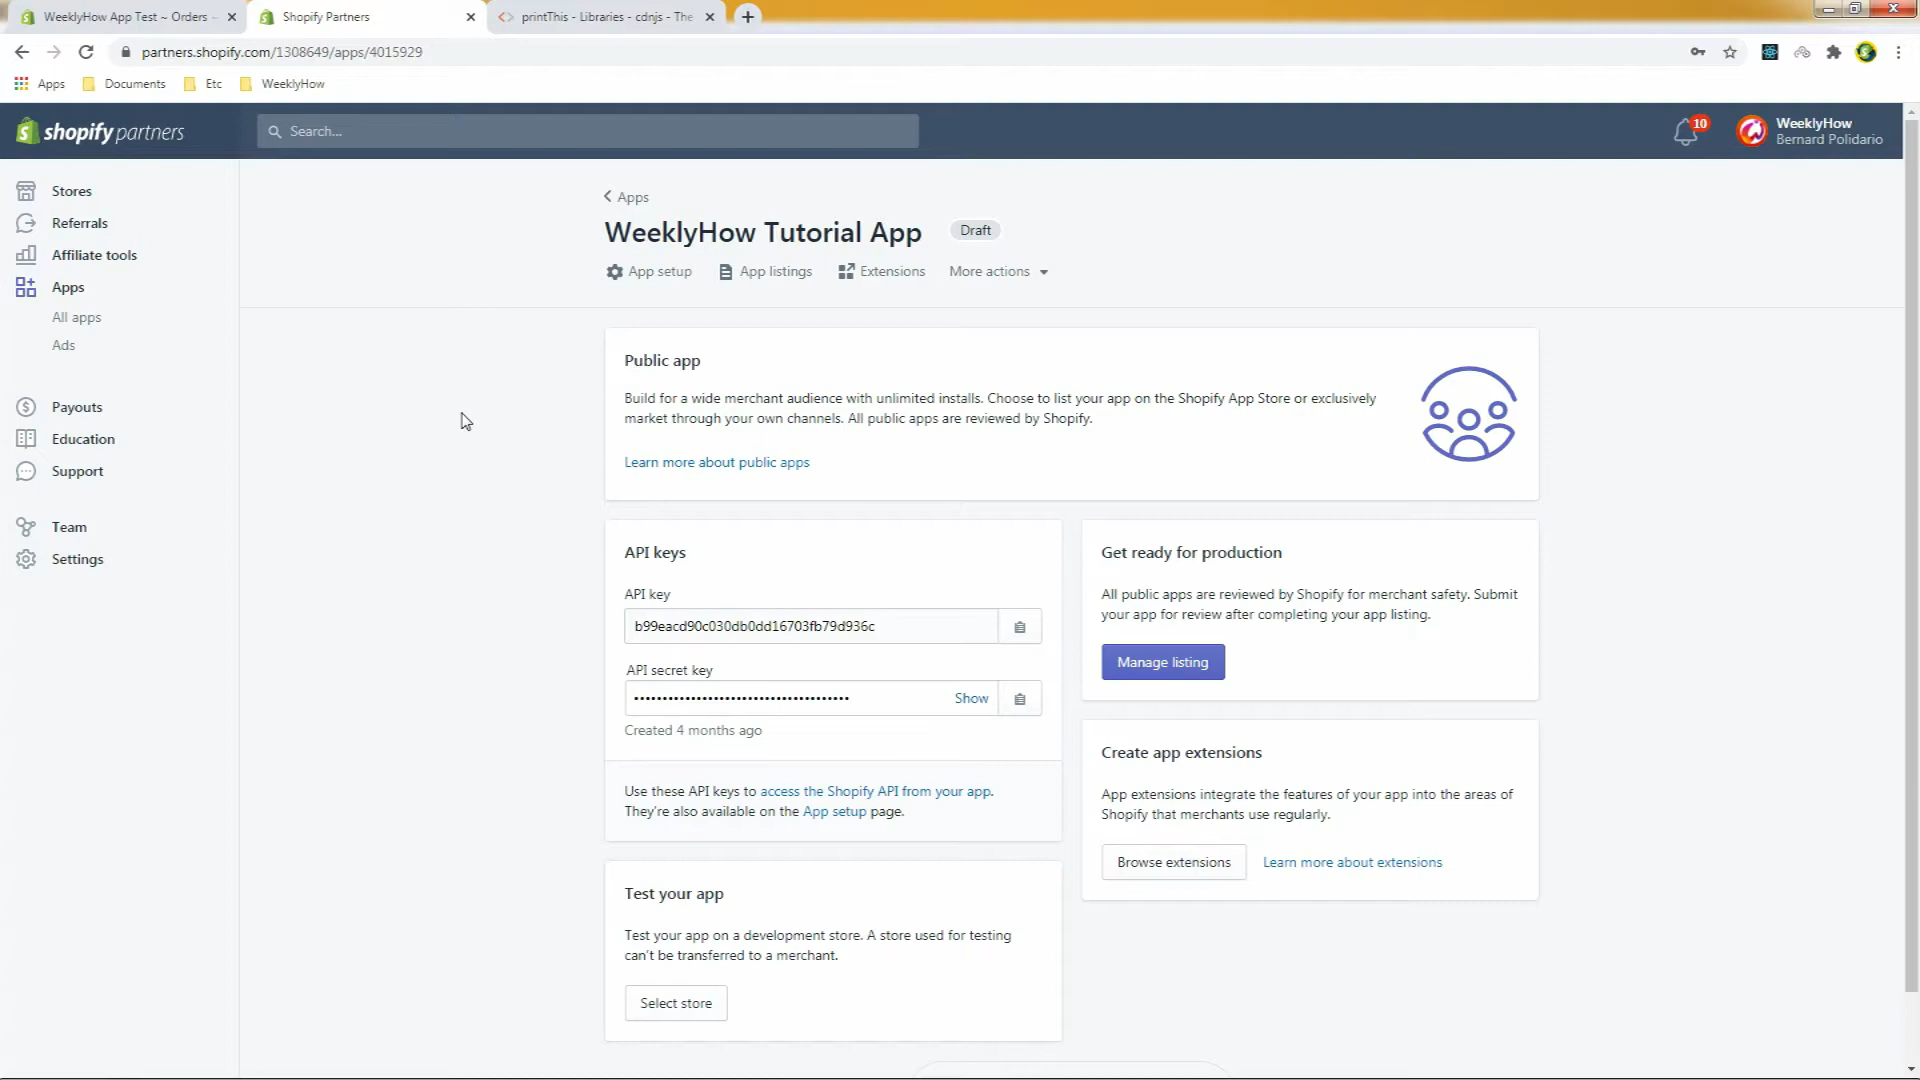 WeeklyHow App Test ~ Orders
Shopify Partners
printThis - Libraries - cdnjs - The
partners.shopify.com/1308649/apps/4015929
Apps
Documents
Etc
WeeklyHow
shopify partners
Search...
10
WeeklyHow
Bernard Polidario
Stores
Referrals
Affiliate tools
Apps
All apps
Ads
Payouts
Education
Support
Team
Settings
Apps
WeeklyHow Tutorial App
Draft
App setup
App listings
Extensions
More actions
Public app
Build for a wide merchant audience with unlimited installs. Choose to list your app on the Shopify App Store or exclusively
market through your own channels. All public apps are reviewed by Shopify.
Learn more about public apps
API keys
API key
b99eacd90c030db0dd16703fb79d936c
API secret key
••••••••••••••••••••••••••••••••••••••
Show
Created 4 months ago
Use these API keys to access the Shopify API from your app.
They're also available on the App setup page.
Test your app
Test your app on a development store. A store used for testing
can't be transferred to a merchant.
Select store
Get ready for production
All public apps are reviewed by Shopify for merchant safety. Submit
your app for review after completing your app listing.
Manage listing
Create app extensions
App extensions integrate the features of your app into the areas of
Shopify that merchants use regularly.
Browse extensions
Learn more about extensions